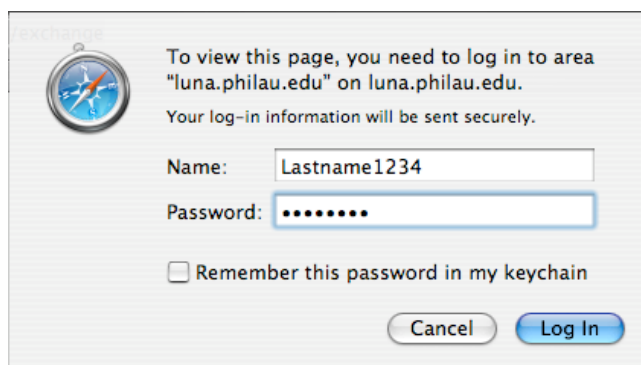 /exchange
To view this page, you need to log in to area
“luna.philau.edu” on luna.philau.edu.
Your log-in information will be sent securely.
Name: Lastname1234
Password: ••••••••
Remember this password in my keychain
Cancel Log In